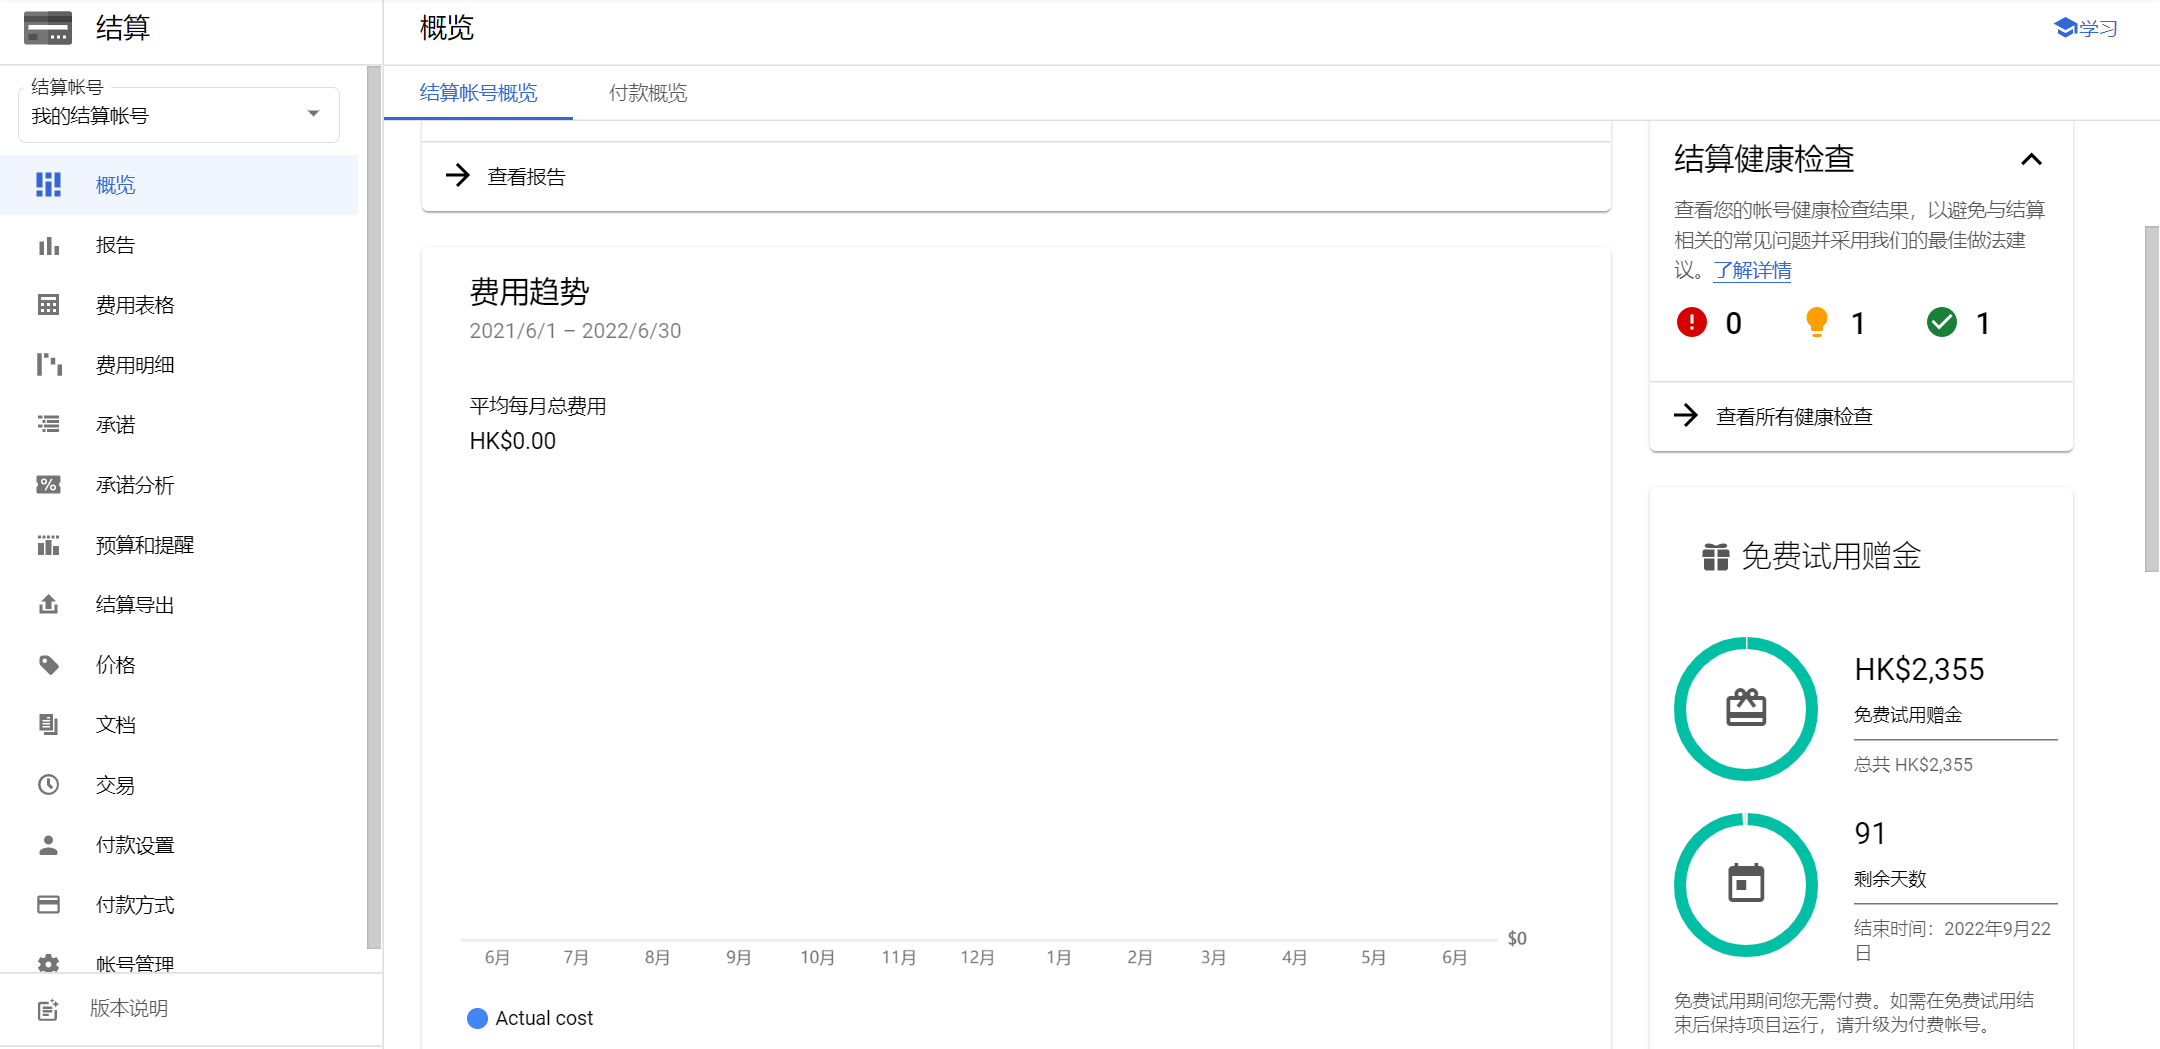 结算
概览
学习
结算帐号
我的结算帐号
概览
报告
费用表格
费用明细
承诺
承诺分析
预算和提醒
结算导出
价格
文档
交易
付款设置
付款方式
帐号管理
版本说明
结算帐号概览
付款概览
查看报告
费用趋势
2021/6/1 – 2022/6/30
平均每月总费用
HK$0.00
$0
6月 7月 8月 9月 10月 11月 12月 1月 2月 3月 4月 5月 6月
Actual cost
结算健康检查
查看您的帐号健康检查结果，以避免与结算
相关的常见问题并采用我们的最佳做法建
议。了解详情
0 1 1
查看所有健康检查
免费试用赠金
HK$2,355
免费试用赠金
总共 HK$2,355
91
剩余天数
结束时间：2022年9月22
日
免费试用期间您无需付费。如需在免费试用结
束后保持项目运行，请升级为付费帐号。